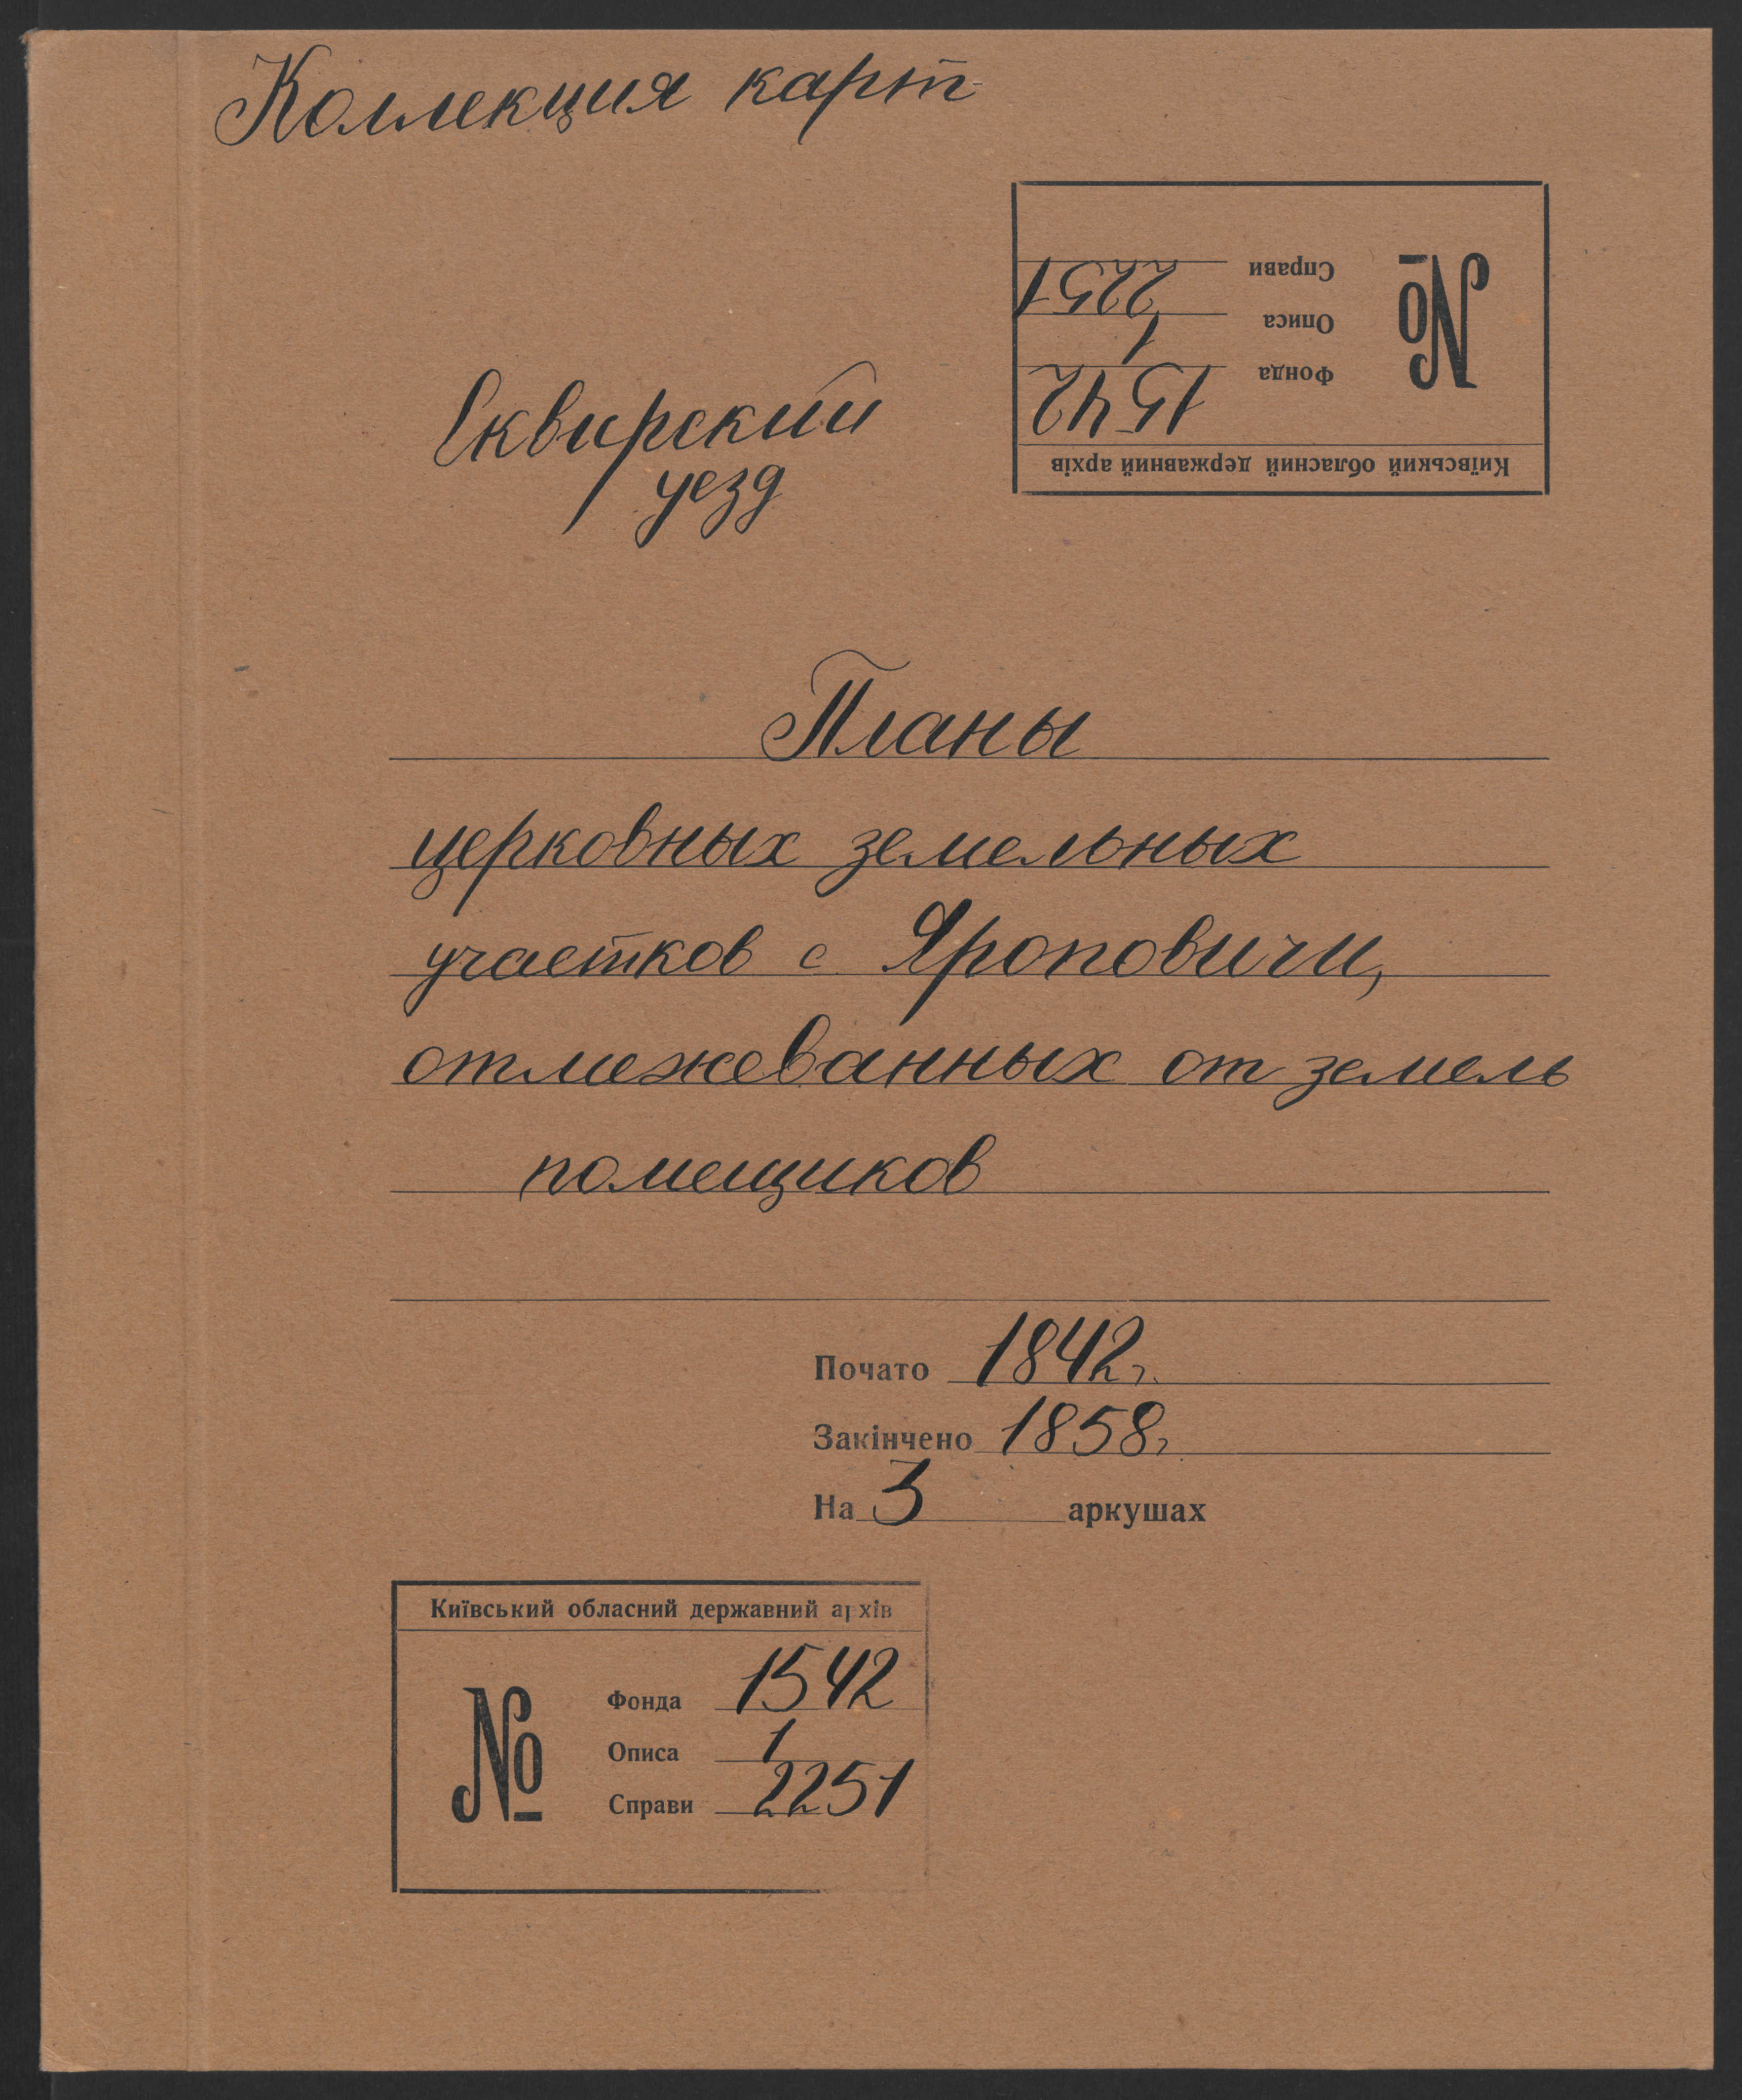 Коллекция карт
Київський обласний державний архів
№
Фонда 1542
Описа 1
Справи 2251
Сквирский
уезд
Планы
церковных земельных
участков с. Яроповичи,
отмежеванных от земель
помещиков
Почато 1842 г.
Закінчено 1858 г.
На 3 аркушах
Київський обласний державний архів
№
Фонда 1542
Описа 1
Справи 2251